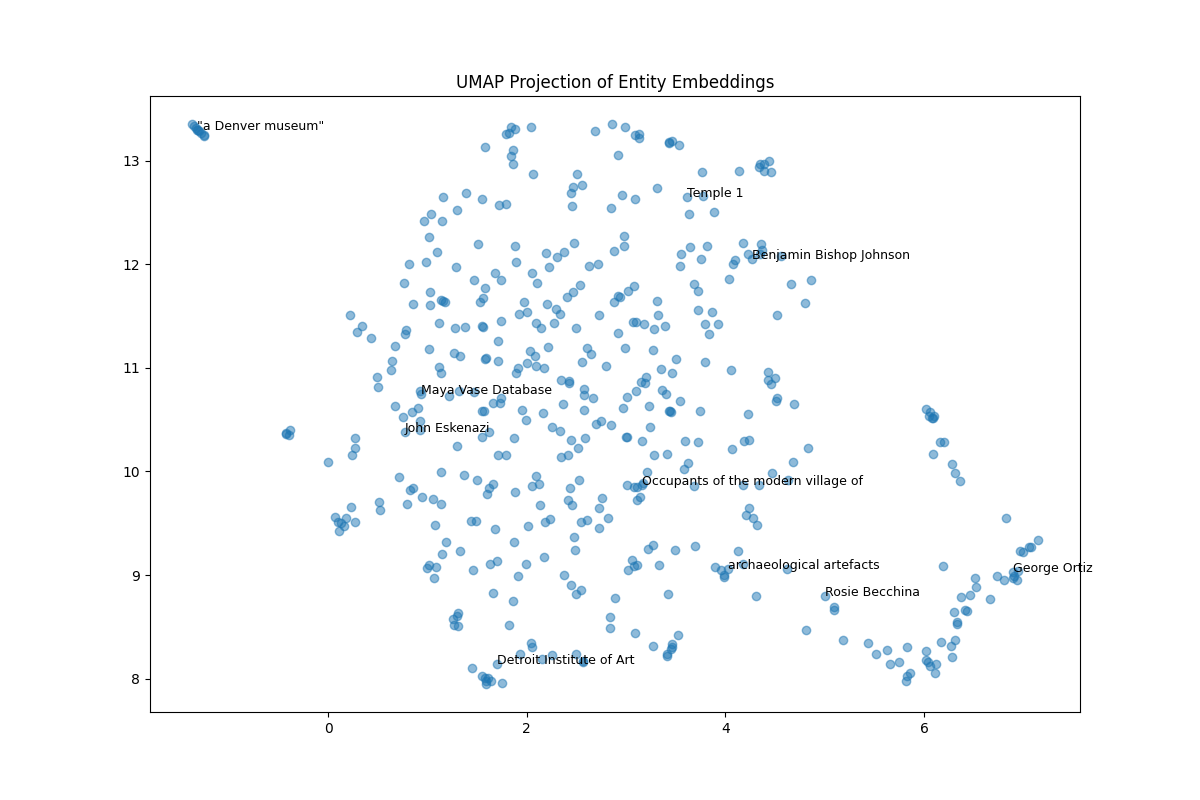 UMAP Projection of Entity Embeddings
"a Denver museum"
13
Temple 1
12
Benjamin Bishop Johnson
11
Maya Vase Database
John Eskenazi
10
Occupants of the modern village of
9
archaeological artefacts
George Ortiz
Rosie Becchina
Detroit Institute of Art
8
0 2 4 6